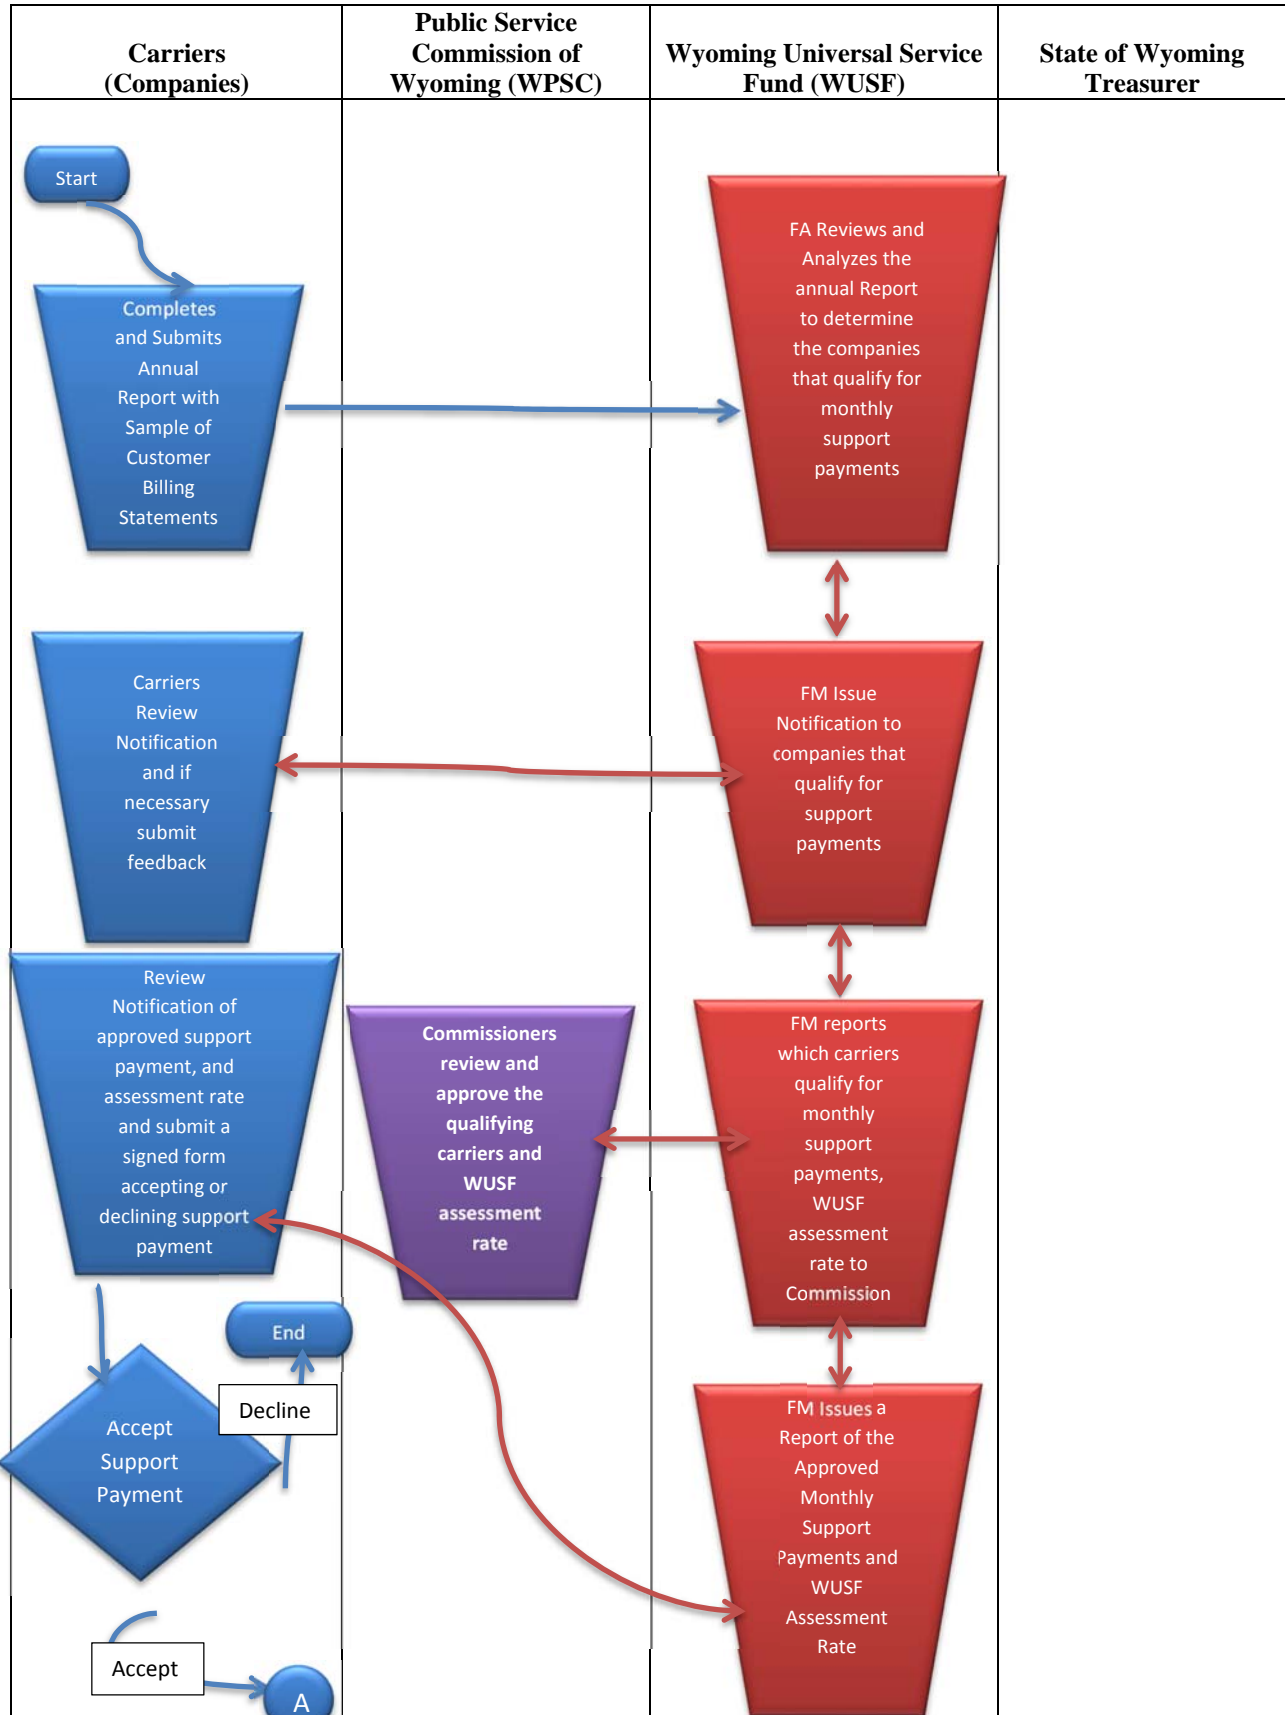 Carriers
(Companies)
Public Service
Commission of
Wyoming (WPSC)
Wyoming Universal Service
Fund (WUSF)
State of Wyoming
Treasurer
Start
Completes
and Submits
Annual
Report with
Sample of
Customer
Billing
Statements
FA Reviews and
Analyzes the
annual Report
to determine
the companies
that qualify for
monthly
support
payments
Carriers
Review
Notification
and if
necessary
submit
feedback
FM Issue
Notification to
companies that
qualify for
support
payments
Review
Notification of
approved support
payment, and
assessment rate
and submit a
signed form
accepting or
declining support
payment
Commissioners
review and
approve the
qualifying
carriers and
WUSF
assessment
rate
FM reports
which carriers
qualify for
monthly
support
payments,
WUSF
assessment
rate to
Commission
End
Decline
Accept
Support
Payment
FM Issues a
Report of the
Approved
Monthly
Support
Payments and
WUSF
Assessment
Rate
Accept
A